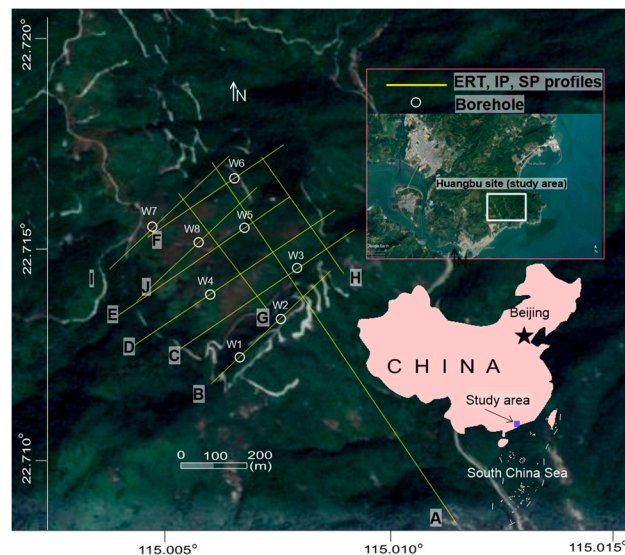 22.720°
22.715°
22.710°
115.005°
115.010°
115.015°
N
ERT, IP, SP profiles
Borehole
Huangbu site (study area)
W6
W7
F
W8
W5
I
J
E
W4
W3
H
D
C
G
W2
W1
B
0 100 200
(m)
A
Beijing
CHINA
Study area
South China Sea